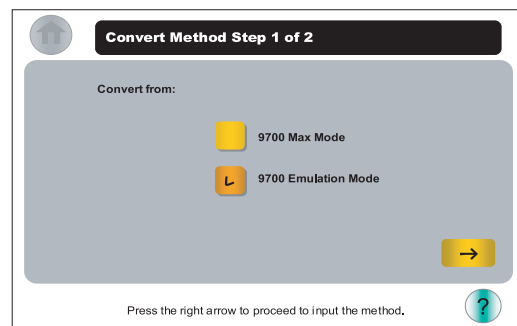 Convert Method Step 1 of 2
Convert from:
9700 Max Mode
9700 Emulation Mode
→
Press the right arrow to proceed to input the method.
?